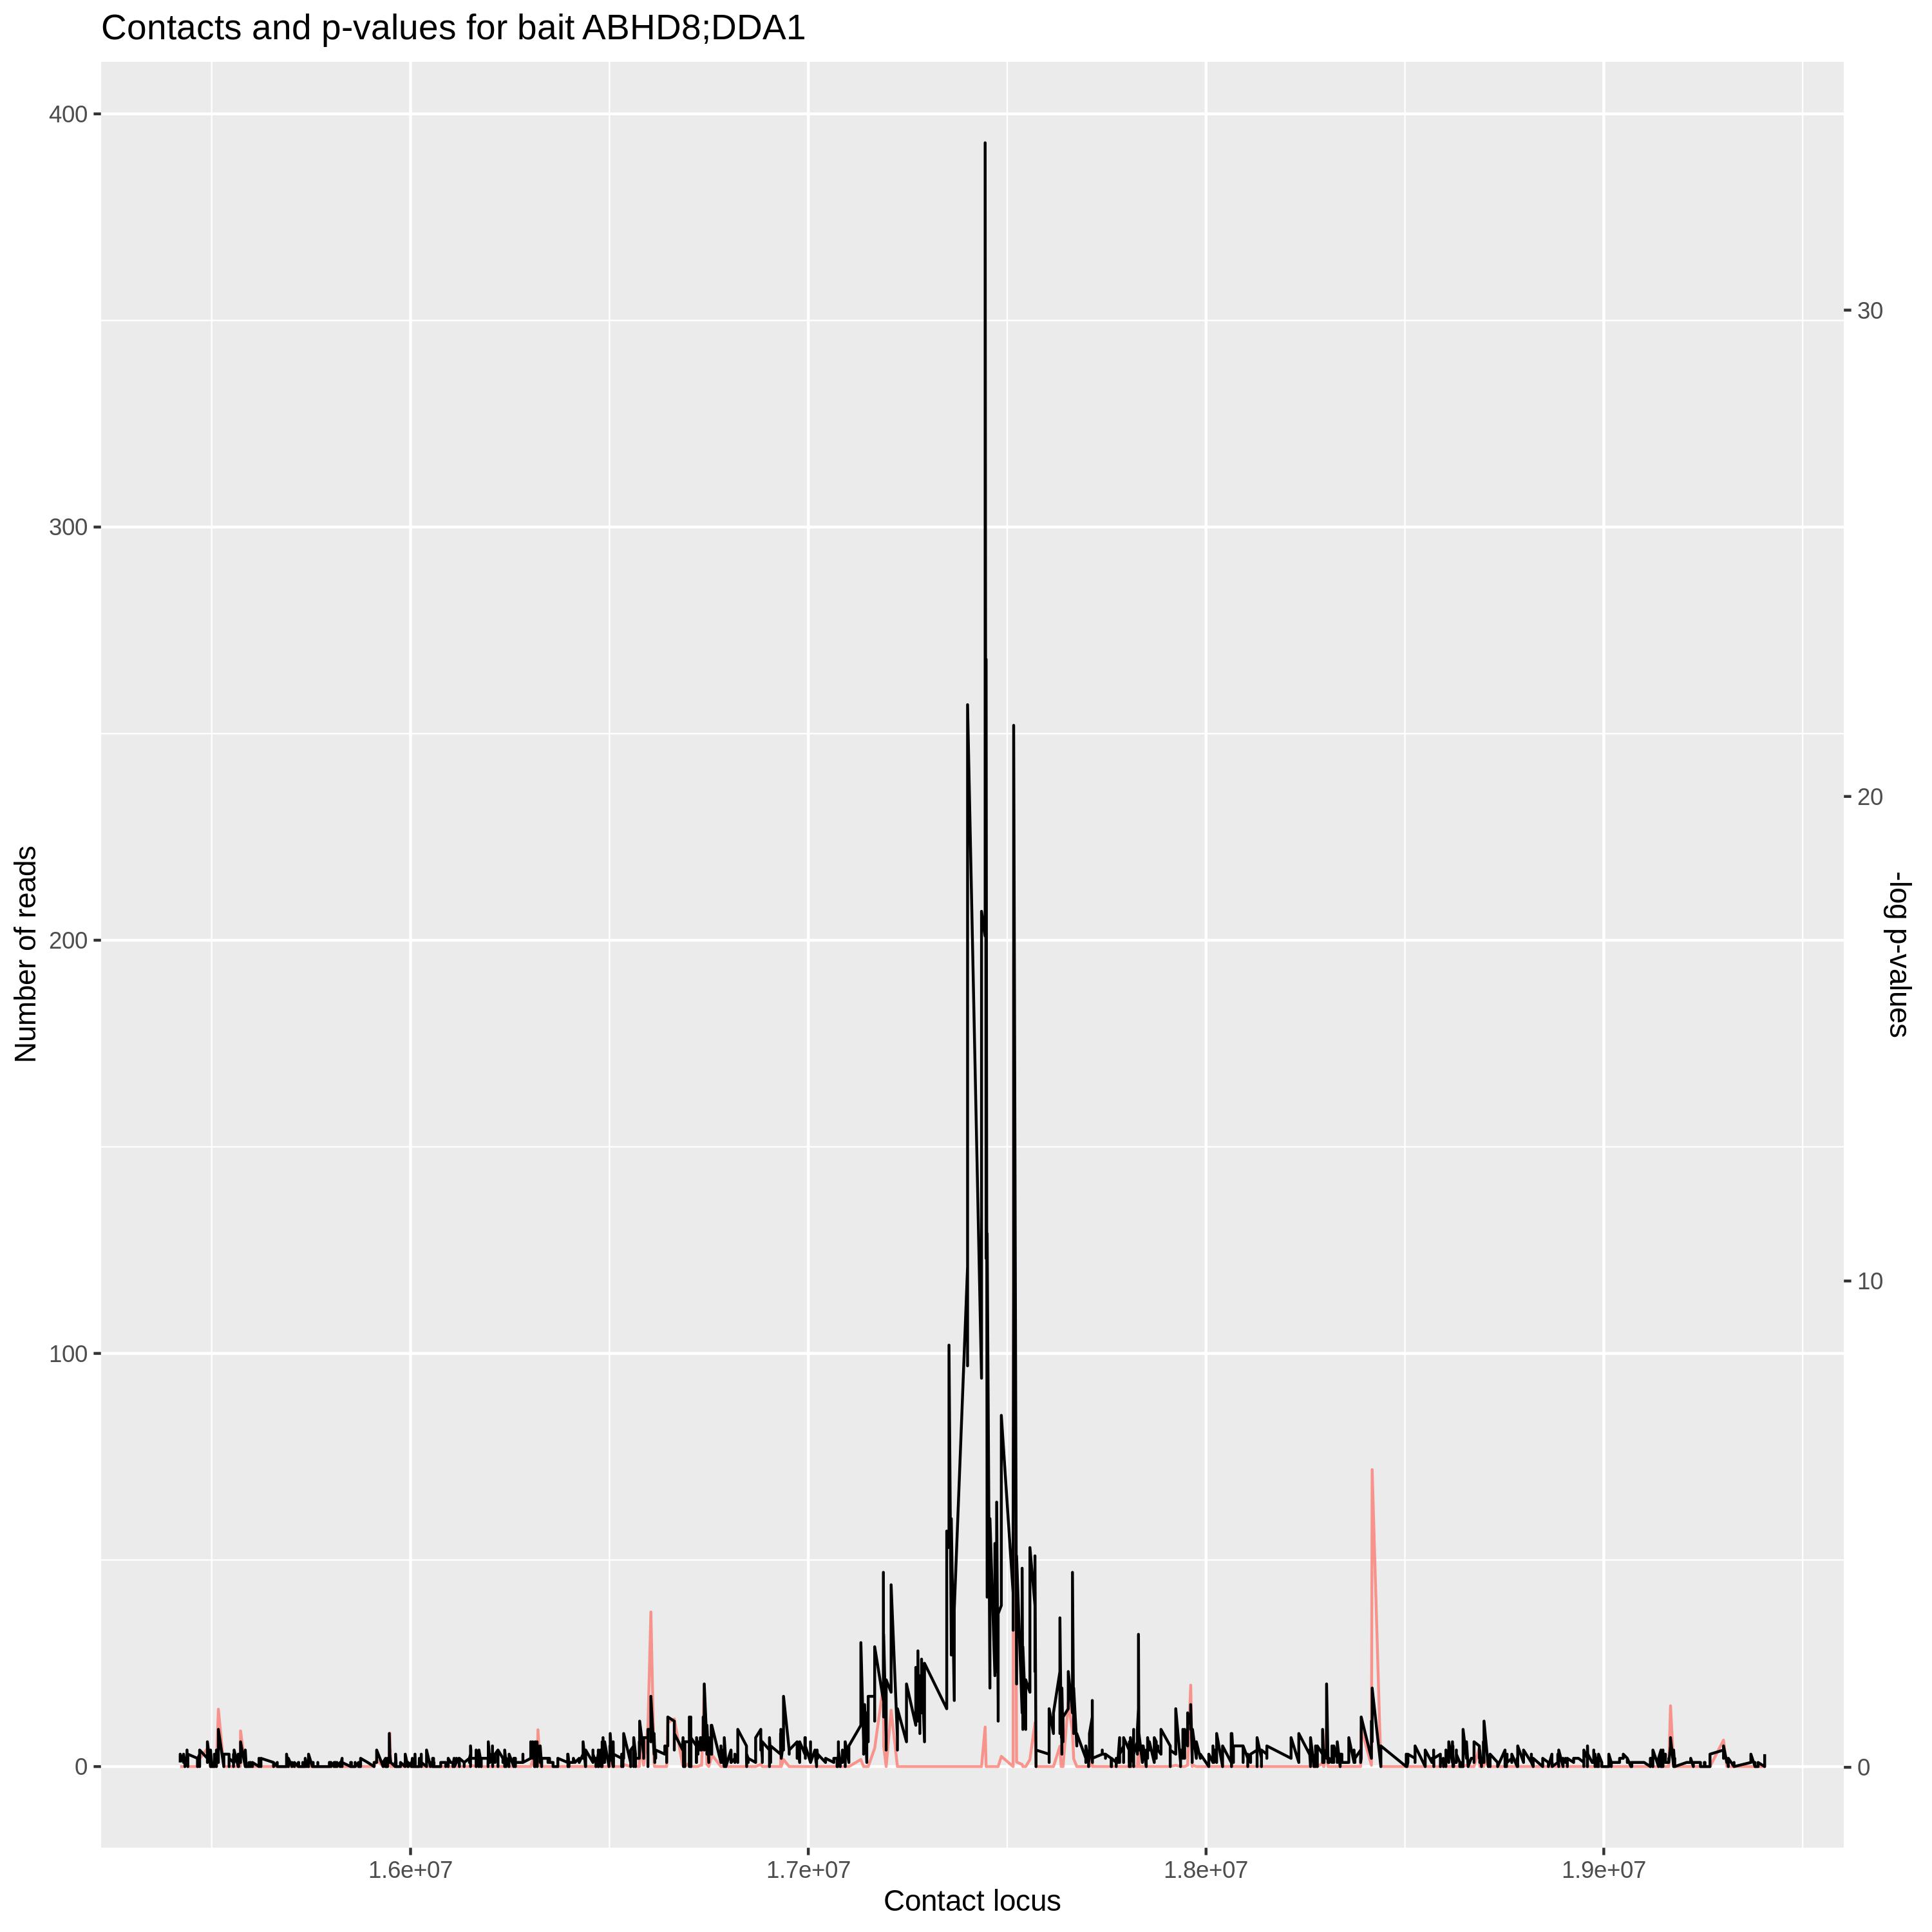 Contacts and p-values for bait ABHD8;DDA1
400
300
200
100
0
Number of reads
30
20
10
0
-log p-values
1.6e+07
1.7e+07
1.8e+07
1.9e+07
Contact locus